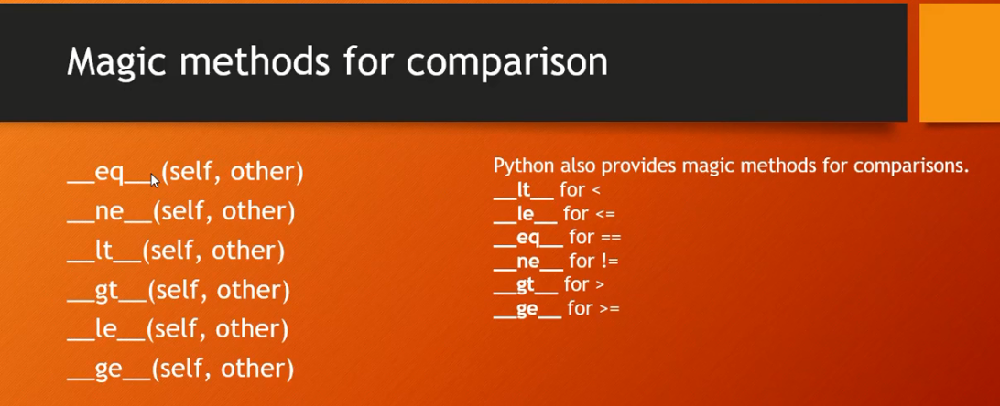 Magic methods for comparison
__eq__(self, other)
__ne__(self, other)
__lt__(self, other)
__gt__(self, other)
__le__(self, other)
__ge__(self, other)
Python also provides magic methods for comparisons.
__lt__ for <
__le__ for <=
__eq__ for ==
__ne__ for !=
__gt__ for >
__ge__ for >=